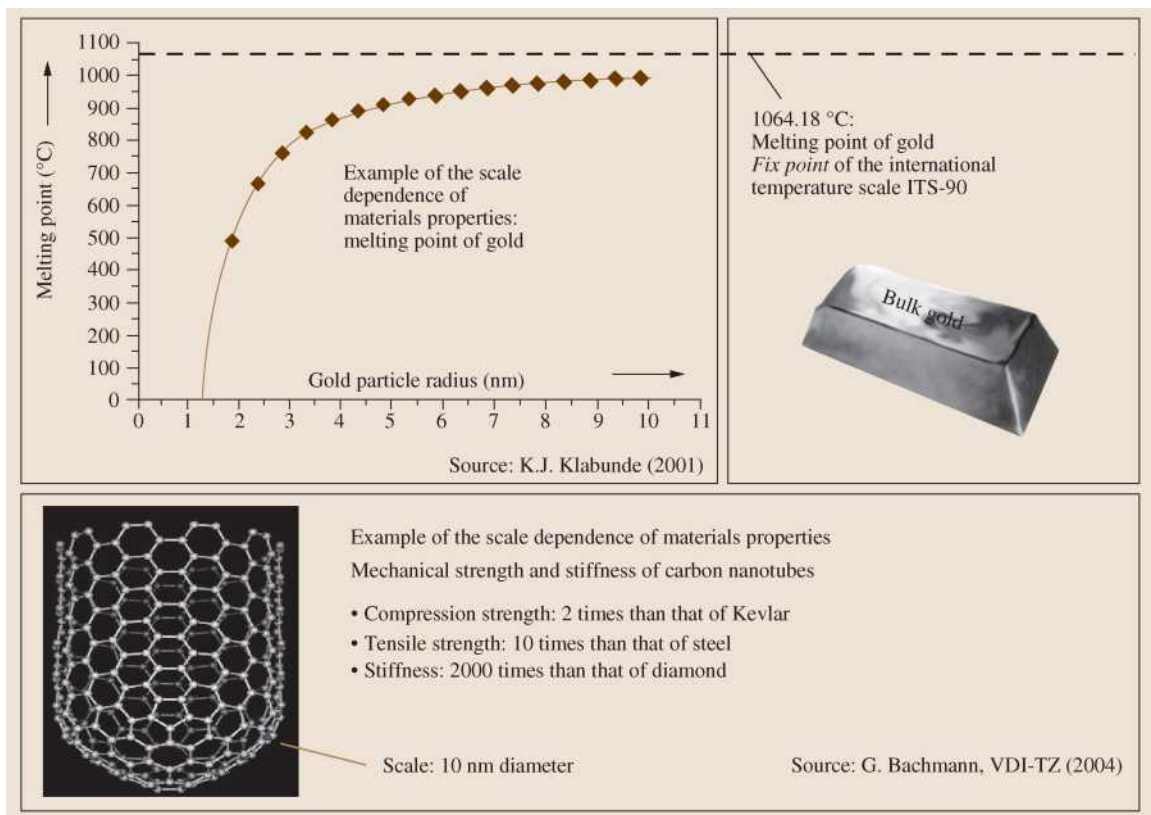 1100
1000
900
800
700
600
500
400
300
200
100
0
Melting point (°C)
Example of the scale
dependence of
materials properties:
melting point of gold
Gold particle radius (nm)
0 1 2 3 4 5 6 7 8 9 10 11
Source: K.J. Klabunde (2001)
1064.18 °C:
Melting point of gold
Fix point of the international
temperature scale ITS-90
Bulk gold
Example of the scale dependence of materials properties
Mechanical strength and stiffness of carbon nanotubes
• Compression strength: 2 times than that of Kevlar
• Tensile strength: 10 times than that of steel
• Stiffness: 2000 times than that of diamond
Scale: 10 nm diameter
Source: G. Bachmann, VDI-TZ (2004)